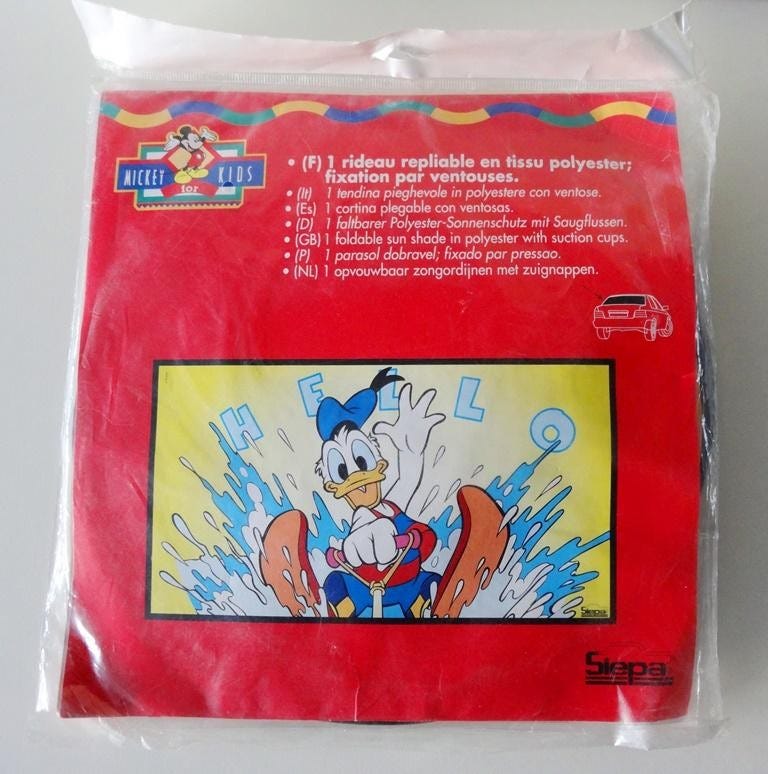 MICKEY for KIDS
• (F) 1 rideau repliable en tissu polyester;
fixation par ventouses.
• (It) 1 tendina pieghevole in polyestere con ventose.
• (Es) 1 cortina plegable con ventosas.
• (D) 1 faltbarer Polyester-Sonnenschutz mit Saugflussen.
• (GB) 1 foldable sun shade in polyester with suction cups.
• (P) 1 parasol dobravel; fixado par pressao.
• (NL) 1 opvouwbaar zongordijnen met zuignappen.
HELLO
Siepa
Siepa